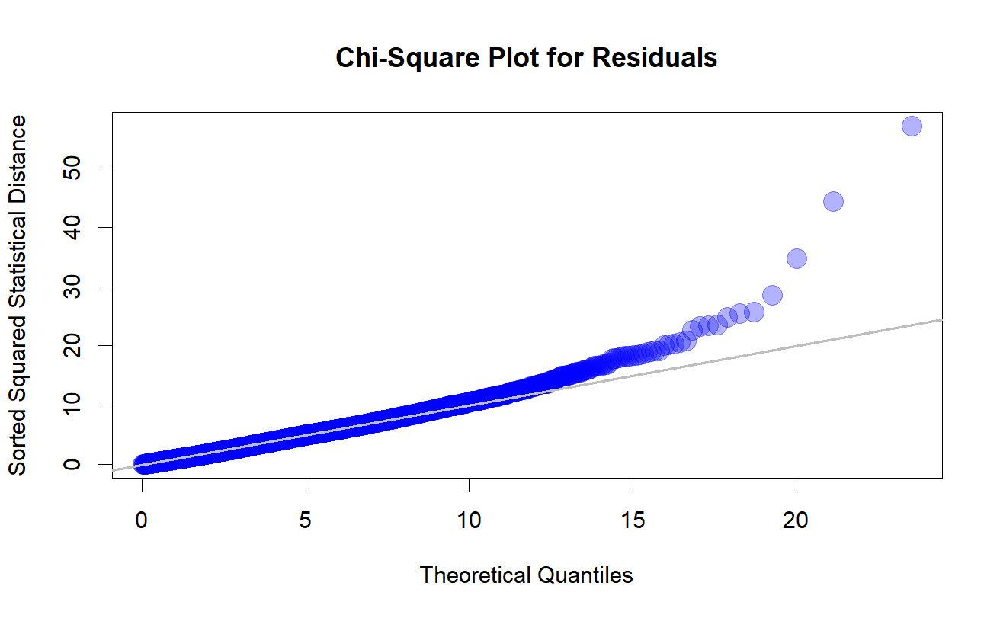 Chi-Square Plot for Residuals
Sorted Squared Statistical Distance
50
40
30
20
10
0
0 5 10 15 20
Theoretical Quantiles